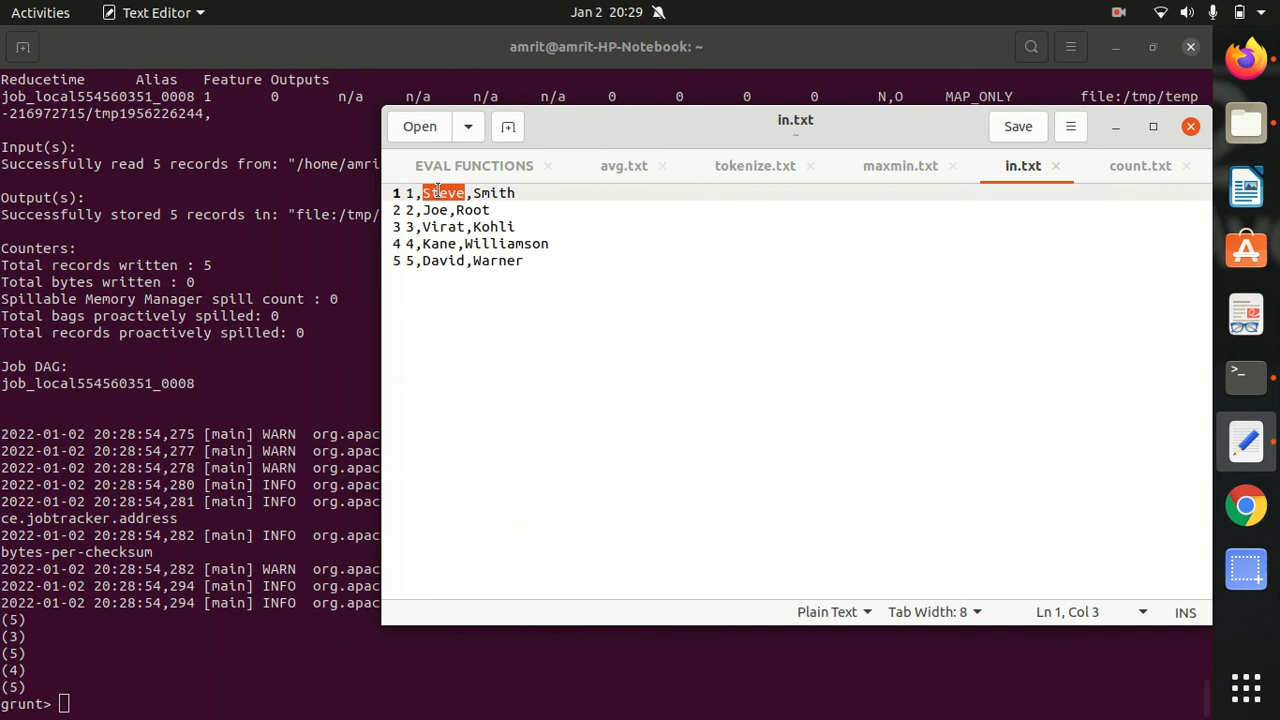 Activities Text Editor Jan 2 20:29
amrit@amrit-HP-Notebook: ~
Reducetime Alias Feature Outputs
job_local554560351_0008 1 0 n/a n/a n/a n/a 0 0 0 0 N,O MAP_ONLY file:/tmp/temp
-216972715/tmp1956226244,
Input(s):
Successfully read 5 records from: "/home/amri
Output(s):
Successfully stored 5 records in: "file:/tmp/
Counters:
Total records written : 5
Total bytes written : 0
Spillable Memory Manager spill count : 0
Total bags proactively spilled: 0
Total records proactively spilled: 0
Job DAG:
job_local554560351_0008
2022-01-02 20:28:54,275 [main] WARN org.apac
2022-01-02 20:28:54,277 [main] WARN org.apac
2022-01-02 20:28:54,278 [main] WARN org.apac
2022-01-02 20:28:54,280 [main] INFO org.apac
2022-01-02 20:28:54,281 [main] INFO org.apac
ce.jobtracker.address
2022-01-02 20:28:54,282 [main] INFO org.apac
bytes-per-checksum
2022-01-02 20:28:54,282 [main] WARN org.apac
2022-01-02 20:28:54,294 [main] INFO org.apac
2022-01-02 20:28:54,294 [main] INFO org.apac
(5)
(3)
(5)
(4)
(5)
grunt>
Open in.txt Save
~
EVAL FUNCTIONS avg.txt tokenize.txt maxmin.txt in.txt count.txt
1 1,Steve,Smith
2 2,Joe,Root
3 3,Virat,Kohli
4 4,Kane,Williamson
5 5,David,Warner
Plain Text Tab Width: 8 Ln 1, Col 3 INS